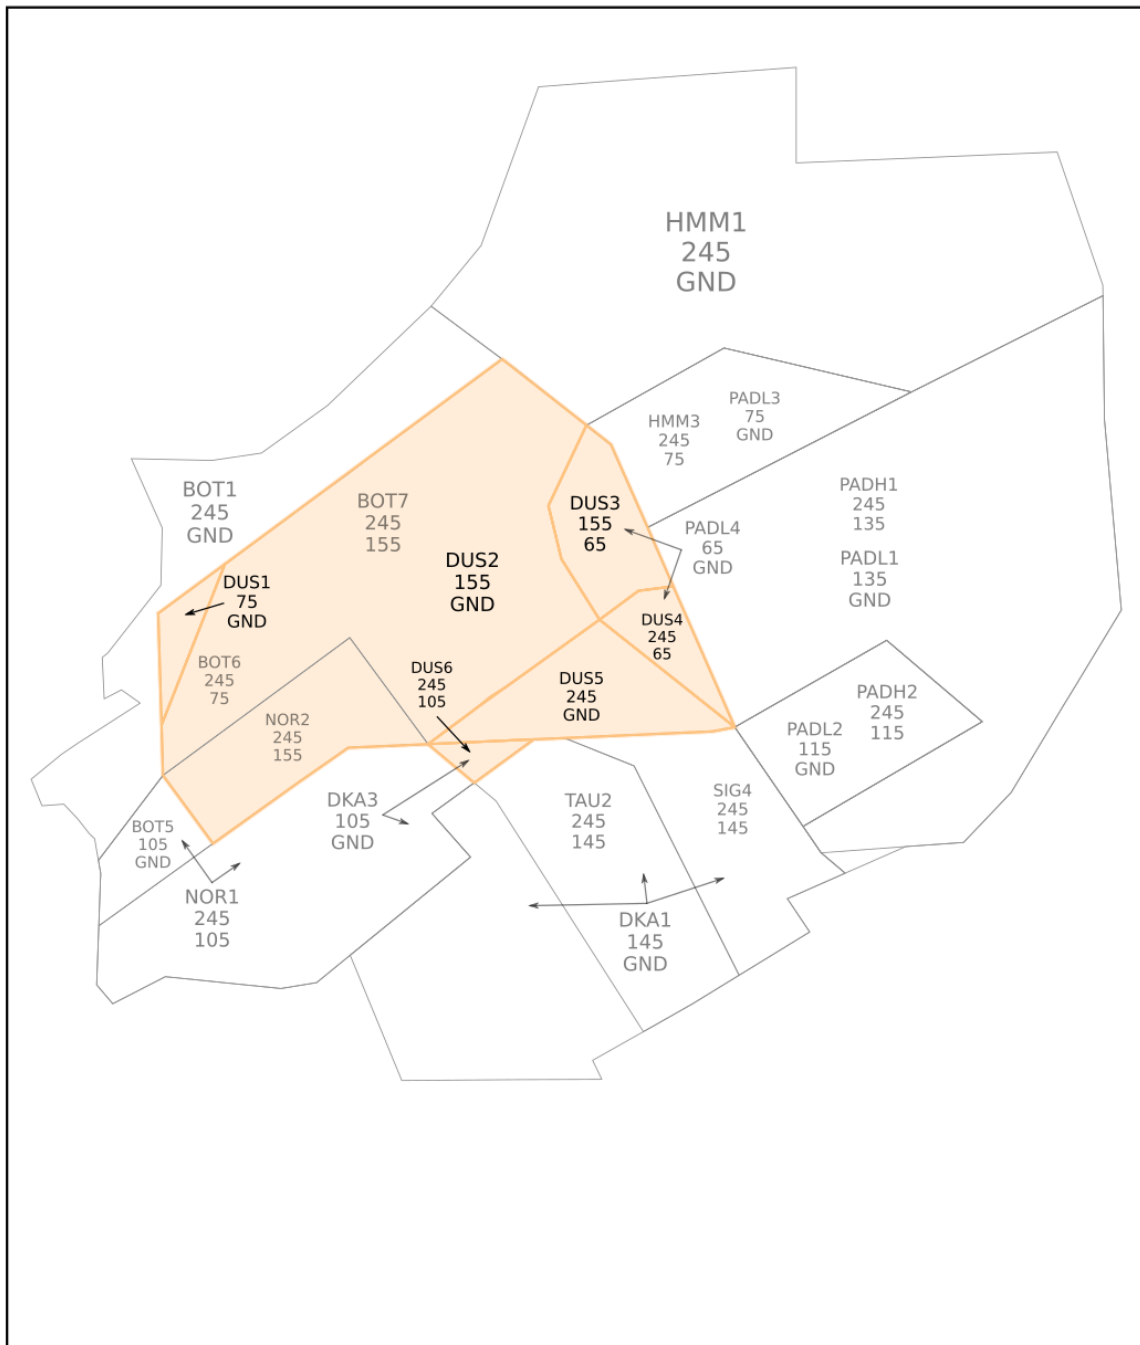 HMM1
245
GND
HMM3
245
75
PADL3
75
GND
BOT1
245
GND
BOT7
245
155
DUS3
155
65
PADL4
65
GND
PADH1
245
135
PADL1
135
GND
DUS2
155
GND
DUS1
75
GND
BOT6
245
75
DUS4
245
65
DUS6
245
105
DUS5
245
GND
NOR2
245
155
PADH2
245
115
PADL2
115
GND
DKA3
105
GND
TAU2
245
145
SIG4
245
145
BOT5
105
GND
NOR1
245
105
DKA1
145
GND